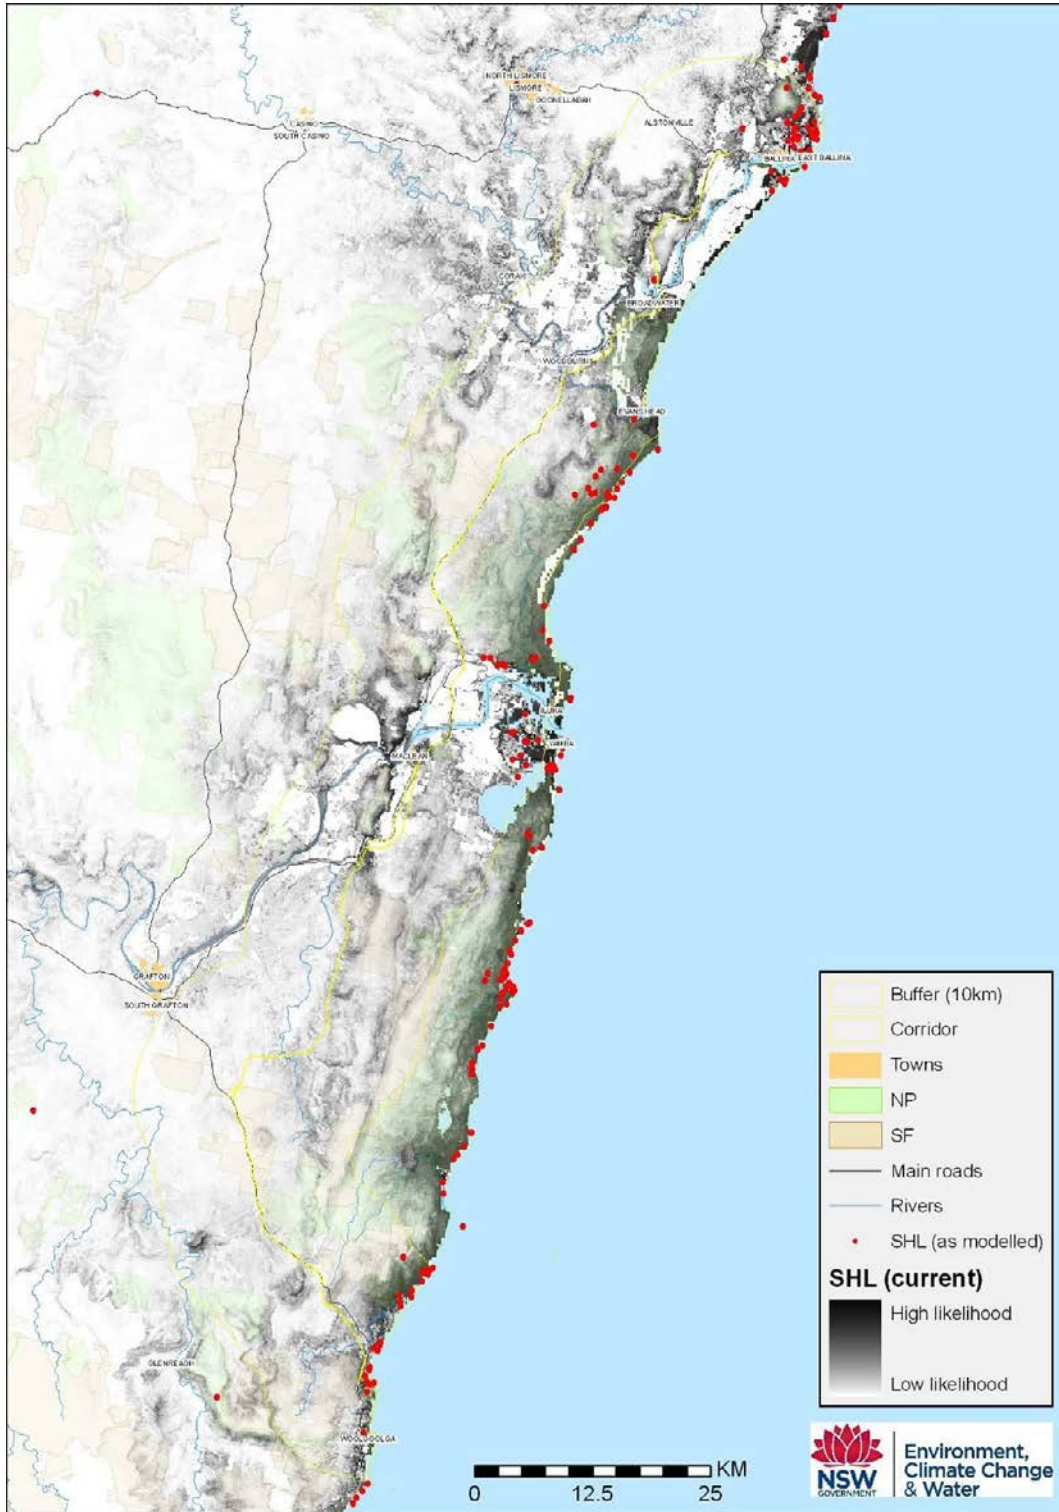 NORTH LISMORE
LISMORE
GOONELLABAH
CASINO
SOUTH CASINO
ALSTONVILLE
BALLINA
EAST BALLINA
CORAKI
BROADWATER
WOODBURN
EVANS HEAD
ILUKA
YAMBA
MACLEAN
GRAFTON
SOUTH GRAFTON
GLENREAGH
WOOLGOOLGA
Buffer (10km)
Corridor
Towns
NP
SF
Main roads
Rivers
SHL (as modelled)
SHL (current)
High likelihood
Low likelihood
KM
0 12.5 25
NSW
GOVERNMENT
Environment,
Climate Change
& Water